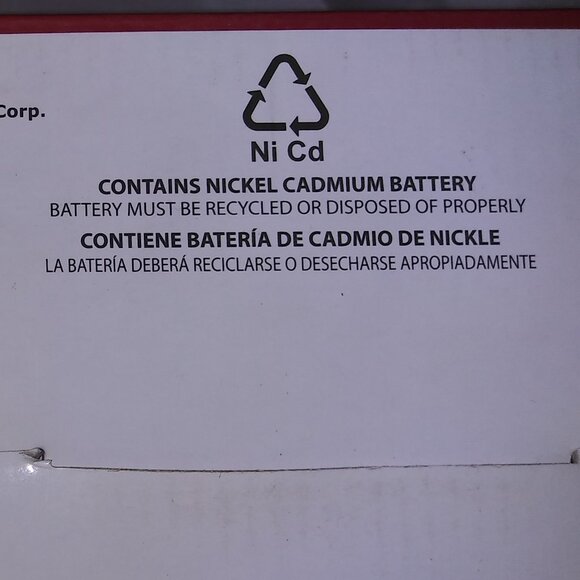 Corp.
Ni Cd
CONTAINS NICKEL CADMIUM BATTERY
BATTERY MUST BE RECYCLED OR DISPOSED OF PROPERLY
CONTIENE BATERÍA DE CADMIO DE NICKLE
LA BATERÍA DEBERÁ RECICLARSE O DESECHARSE APROPIADAMENTE